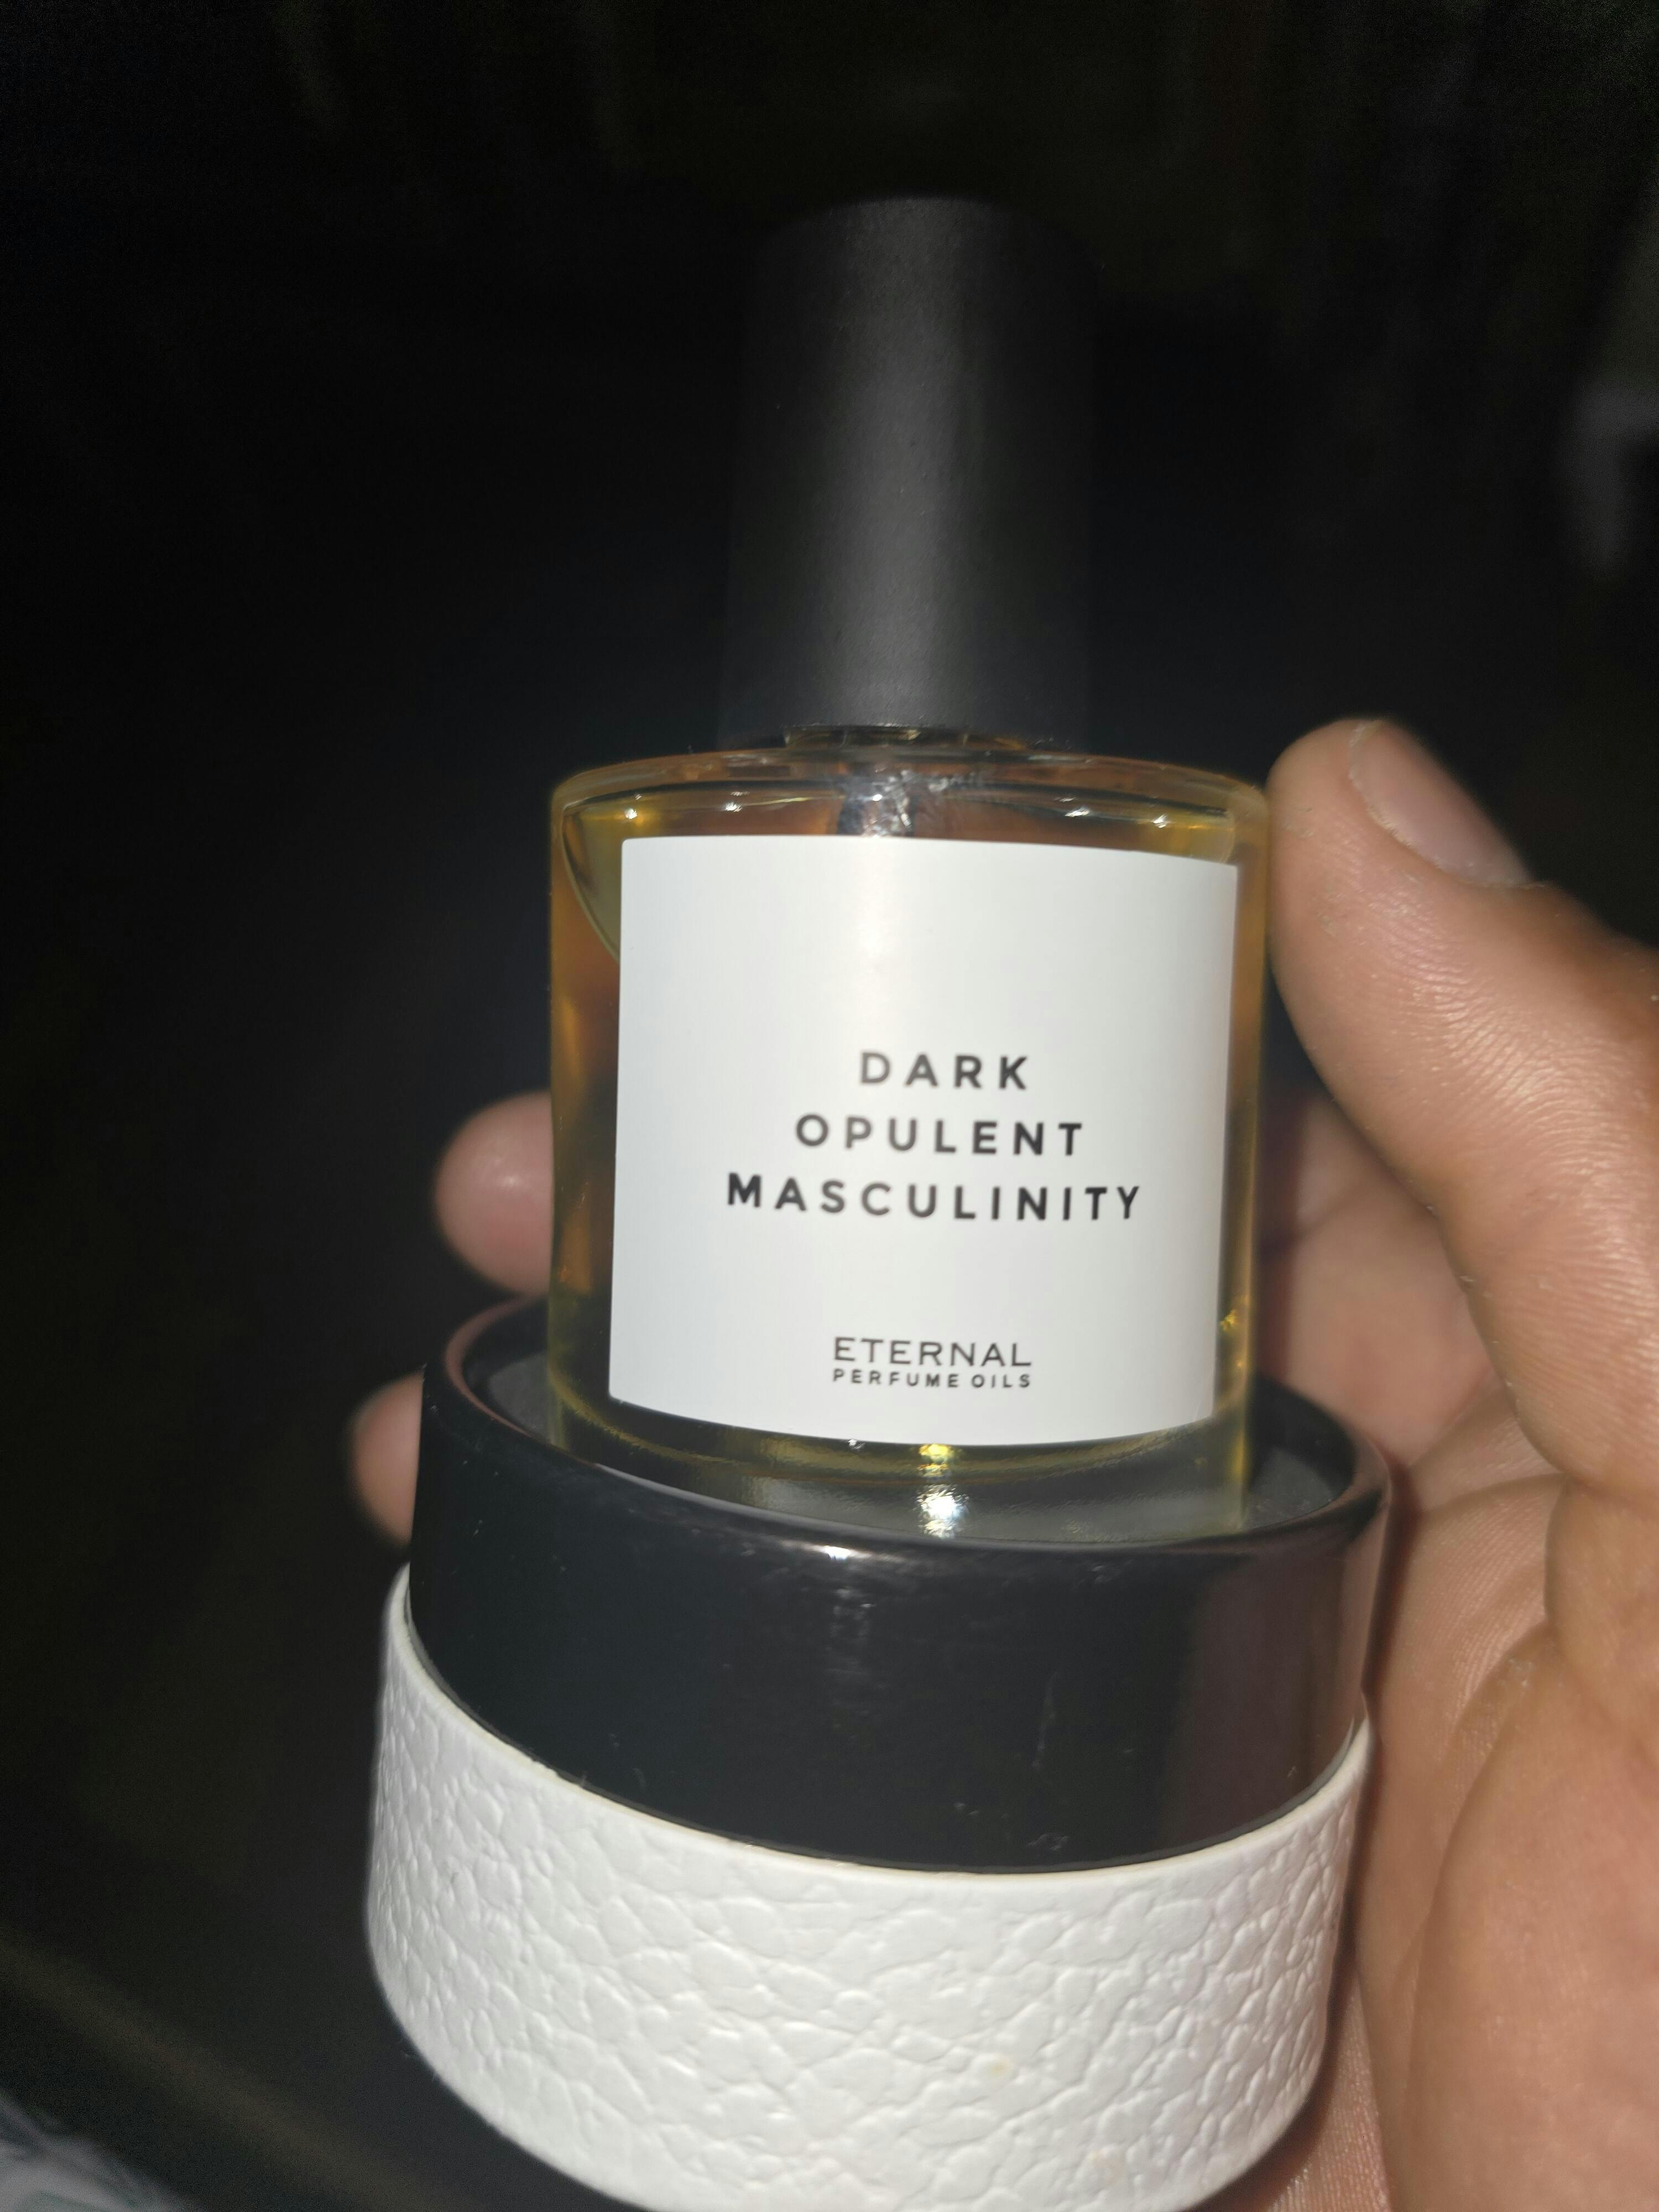 DARK
OPULENT
MASCULINITY
ETERNAL
PERFUME OILS